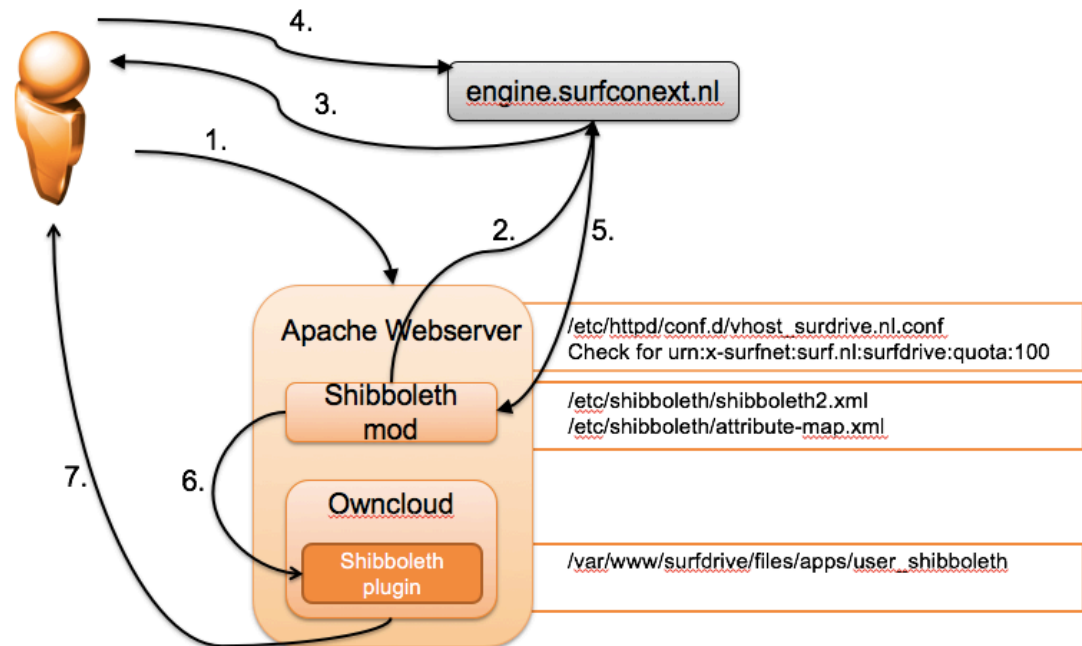 4.
engine.surfconext.nl
3.
1.
2.
5.
Apache Webserver
/etc/httpd/conf.d/vhost_surdrive.nl.conf
Check for urn:x-surfnet:surf.nl:surfdrive:quota:100
Shibboleth
mod
/etc/shibboleth/shibboleth2.xml
/etc/shibboleth/attribute-map.xml
7.
6.
Owncloud
Shibboleth
plugin
/var/www/surfdrive/files/apps/user_shibboleth